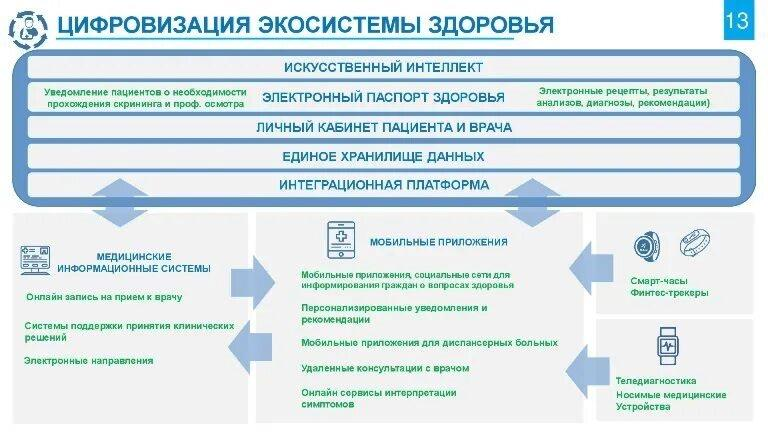 ЦИФРОВИЗАЦИЯ ЭКОСИСТЕМЫ ЗДОРОВЬЯ
13
ИСКУССТВЕННЫЙ ИНТЕЛЛЕКТ
Уведомление пациентов о необходимости
прохождения скрининга и проф. осмотра
ЭЛЕКТРОННЫЙ ПАСПОРТ ЗДОРОВЬЯ
Электронные рецепты, результаты
анализов, диагнозы, рекомендации)
ЛИЧНЫЙ КАБИНЕТ ПАЦИЕНТА И ВРАЧА
ЕДИНОЕ ХРАНИЛИЩЕ ДАННЫХ
ИНТЕГРАЦИОННАЯ ПЛАТФОРМА
МЕДИЦИНСКИЕ
ИНФОРМАЦИОННЫЕ СИСТЕМЫ
Онлайн запись на прием к врачу
Системы поддержки принятия клинических
решений
Электронные направления
МОБИЛЬНЫЕ ПРИЛОЖЕНИЯ
Мобильные приложения, социальные сети для
информирования граждан о вопросах здоровья
Персонализированные уведомления и
рекомендации
Мобильные приложения для диспансерных больных
Удаленные консультации с врачом
Онлайн сервисы интерпретации
симптомов
Смарт-часы
Финтес-трекеры
Теледиагностика
Носимые медицинские
Устройства